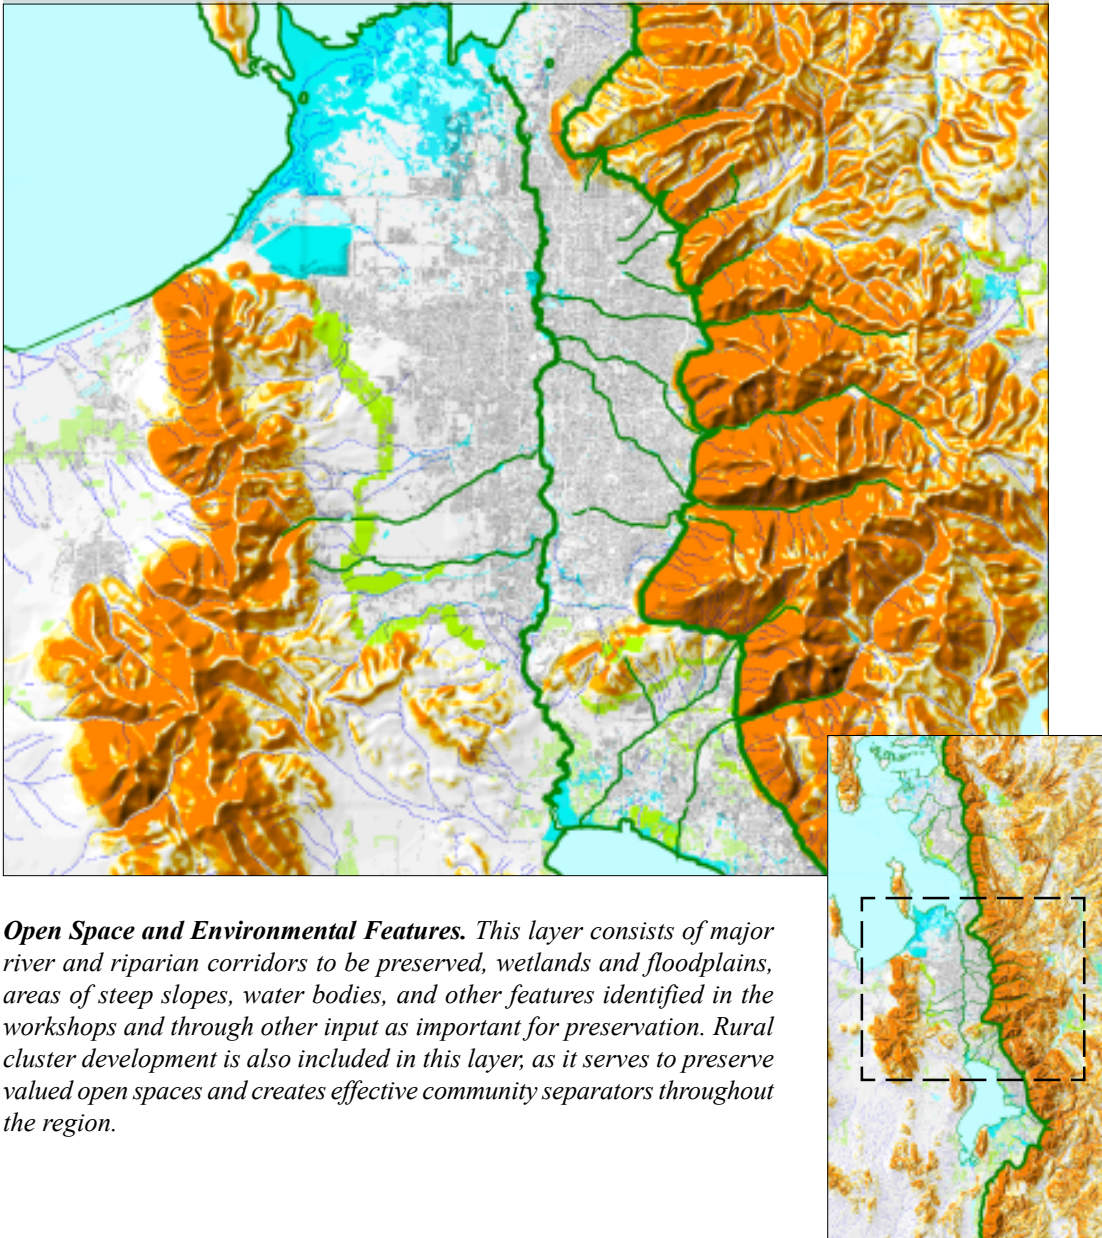 Open Space and Environmental Features. This layer consists of major
river and riparian corridors to be preserved, wetlands and floodplains,
areas of steep slopes, water bodies, and other features identified in the
workshops and through other input as important for preservation. Rural
cluster development is also included in this layer, as it serves to preserve
valued open spaces and creates effective community separators throughout
the region.